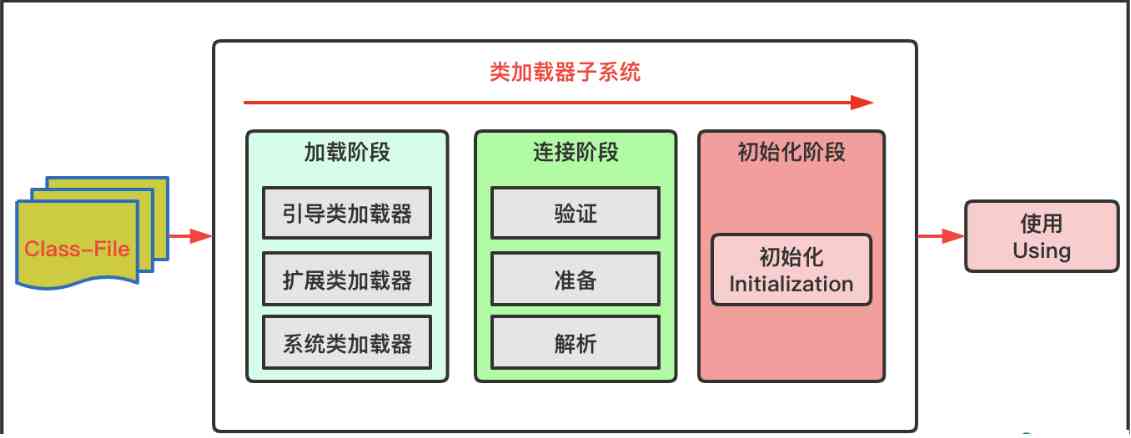 类加载器子系统
加载阶段
引导类加载器
扩展类加载器
系统类加载器
连接阶段
验证
准备
解析
初始化阶段
初始化
Initialization
Class-File
使用
Using